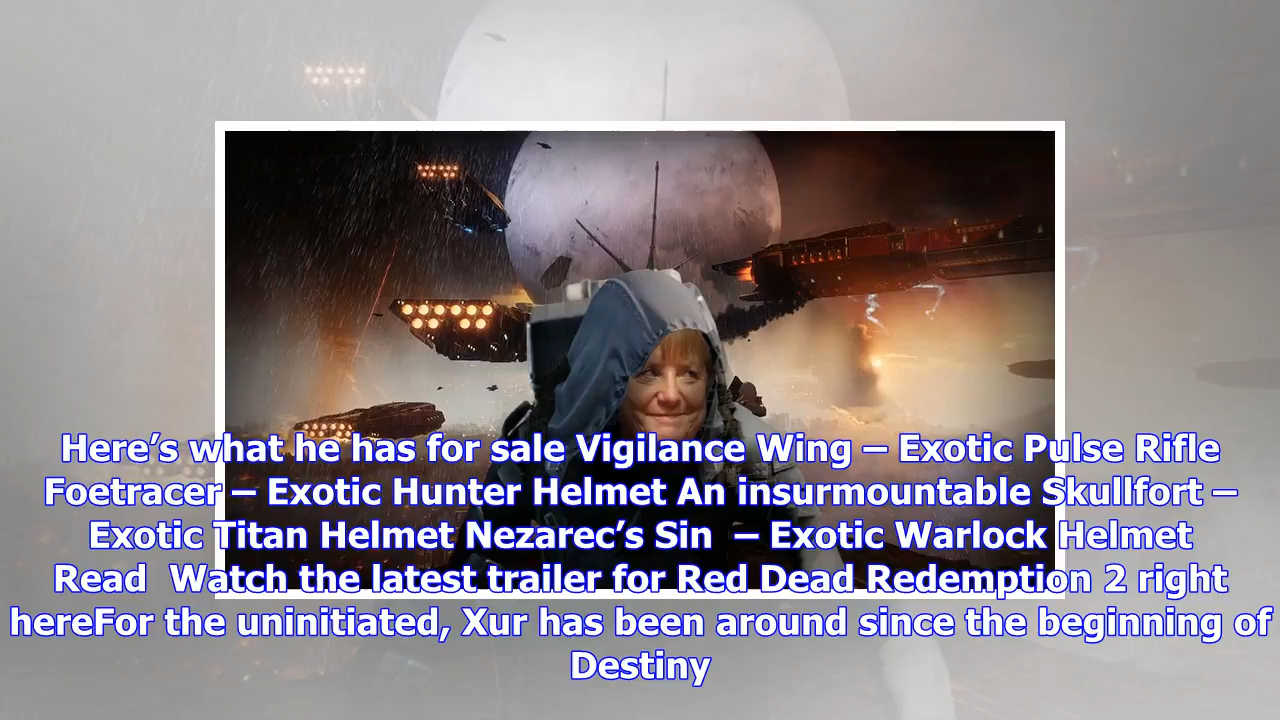 Here’s what he has for sale Vigilance Wing – Exotic Pulse Rifle
Foetracer – Exotic Hunter Helmet An insurmountable Skullfort –
Exotic Titan Helmet Nezarec’s Sin  – Exotic Warlock Helmet
Read  Watch the latest trailer for Red Dead Redemption 2 right
hereFor the uninitiated, Xur has been around since the beginning of
Destiny